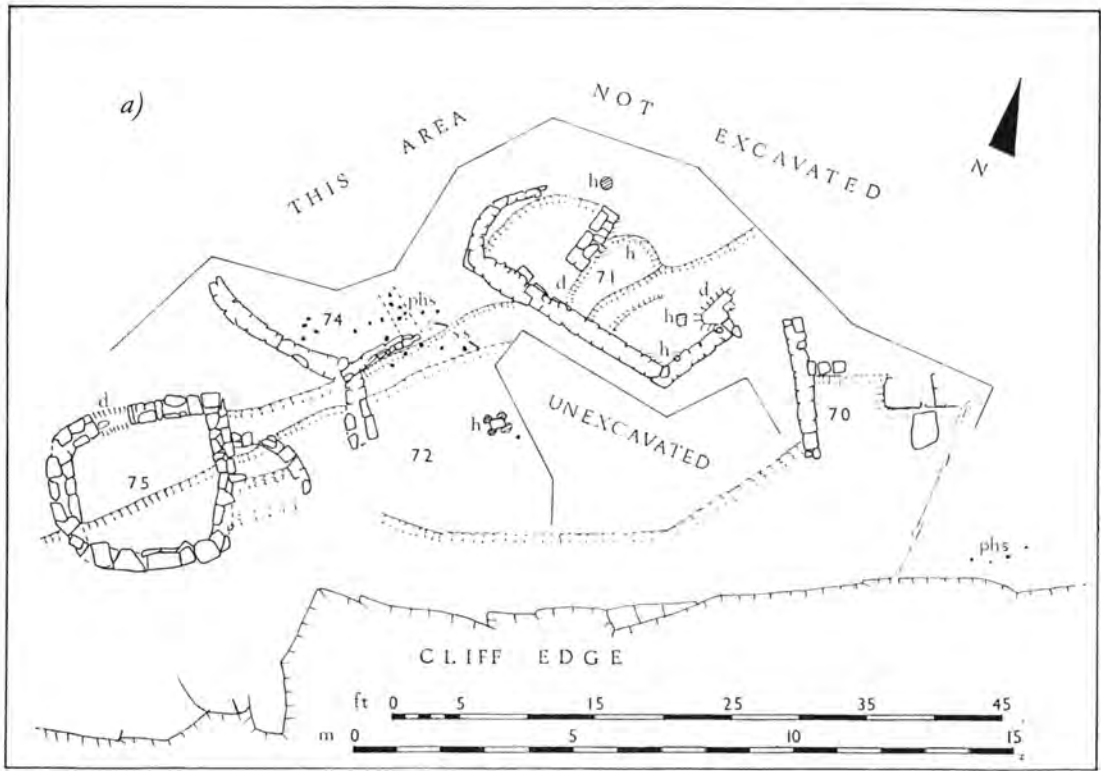 a)
THIS AREA NOT EXCAVATED
N
h
71
h
d
d
h
h
phs
74
70
UNEXCAVATED
h
72
d
75
phs
CLIFF EDGE
ft 0 5 15 25 35 45
m 0 5 10 15